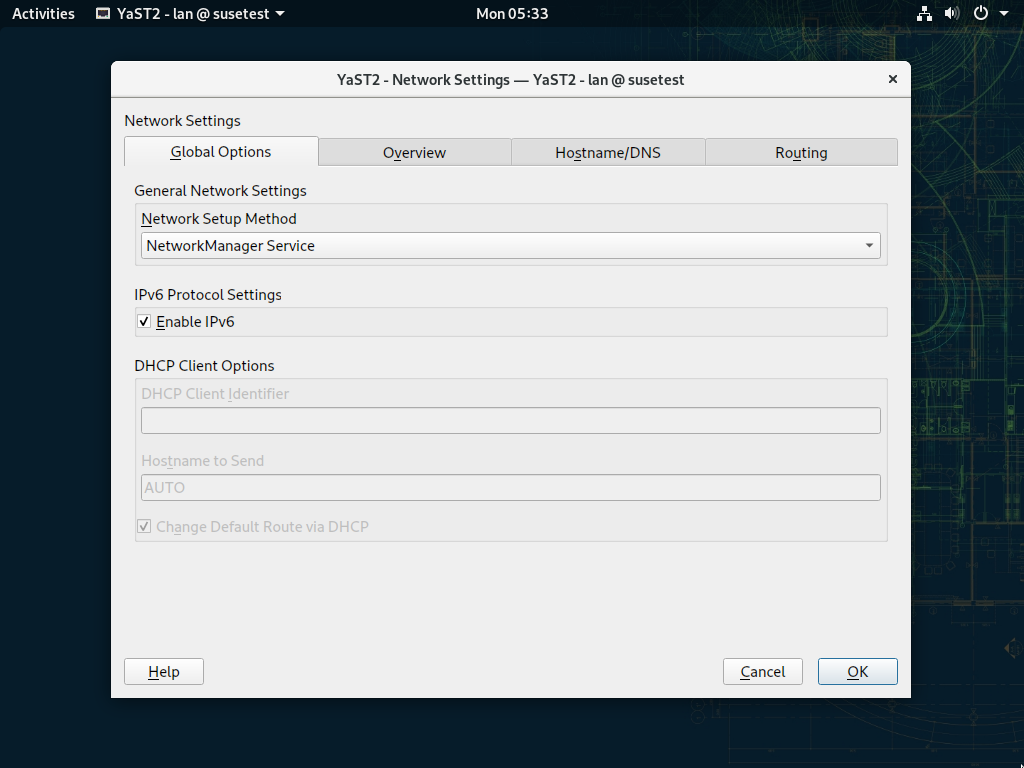 Activities YaST2 - lan @ susetest Mon 05:33
YaST2 - Network Settings — YaST2 - lan @ susetest
Network Settings
Global Options Overview Hostname/DNS Routing
General Network Settings
Network Setup Method
NetworkManager Service
IPv6 Protocol Settings
Enable IPv6
DHCP Client Options
DHCP Client Identifier
Hostname to Send
AUTO
Change Default Route via DHCP
Help Cancel OK